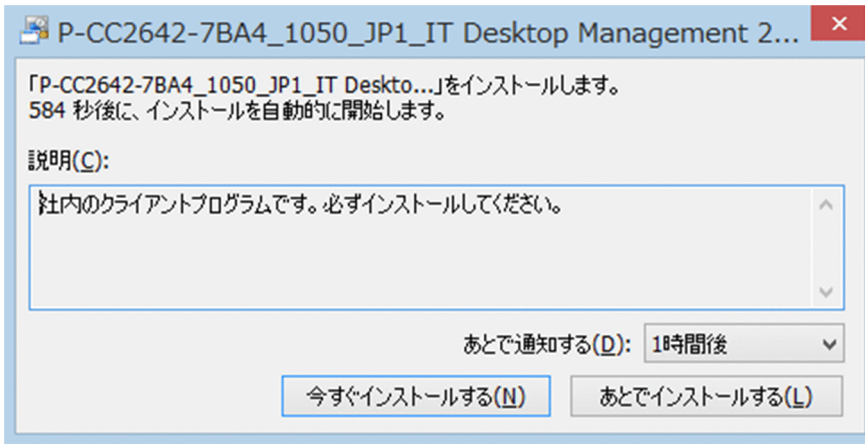 P-CC2642-7BA4_1050_JP1_IT Desktop Management 2...
「P-CC2642-7BA4_1050_JP1_IT Deskto...」をインストールします。
584 秒後に、インストールを自動的に開始します。
説明(C):
社内のクライアントプログラムです。必ずインストールしてください。
あとで通知する(D): 1時間後
今すぐインストールする(N) あとでインストールする(L)